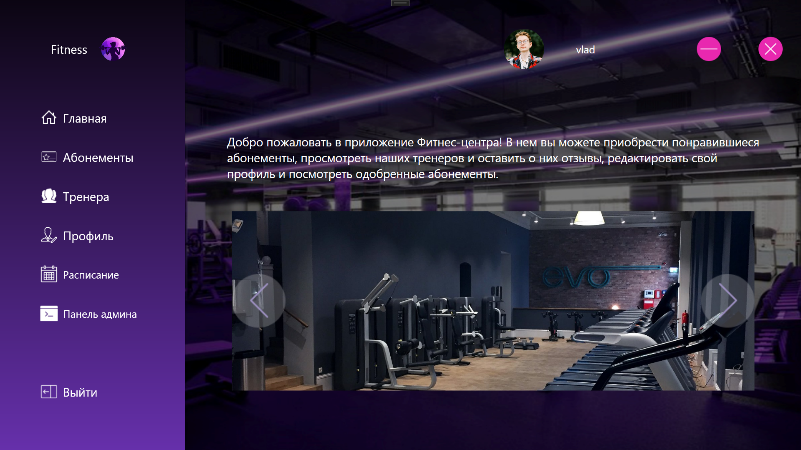 Fitness
vlad
Главная
Абонементы
Тренера
Профиль
Расписание
Панель админа
Выйти
Добро пожаловать в приложение Фитнес-центра! В нем вы можете приобрести понравившиеся
абонементы, просмотреть наших тренеров и оставить о них отзывы, редактировать свой
профиль и посмотреть одобренные абонементы.
evo